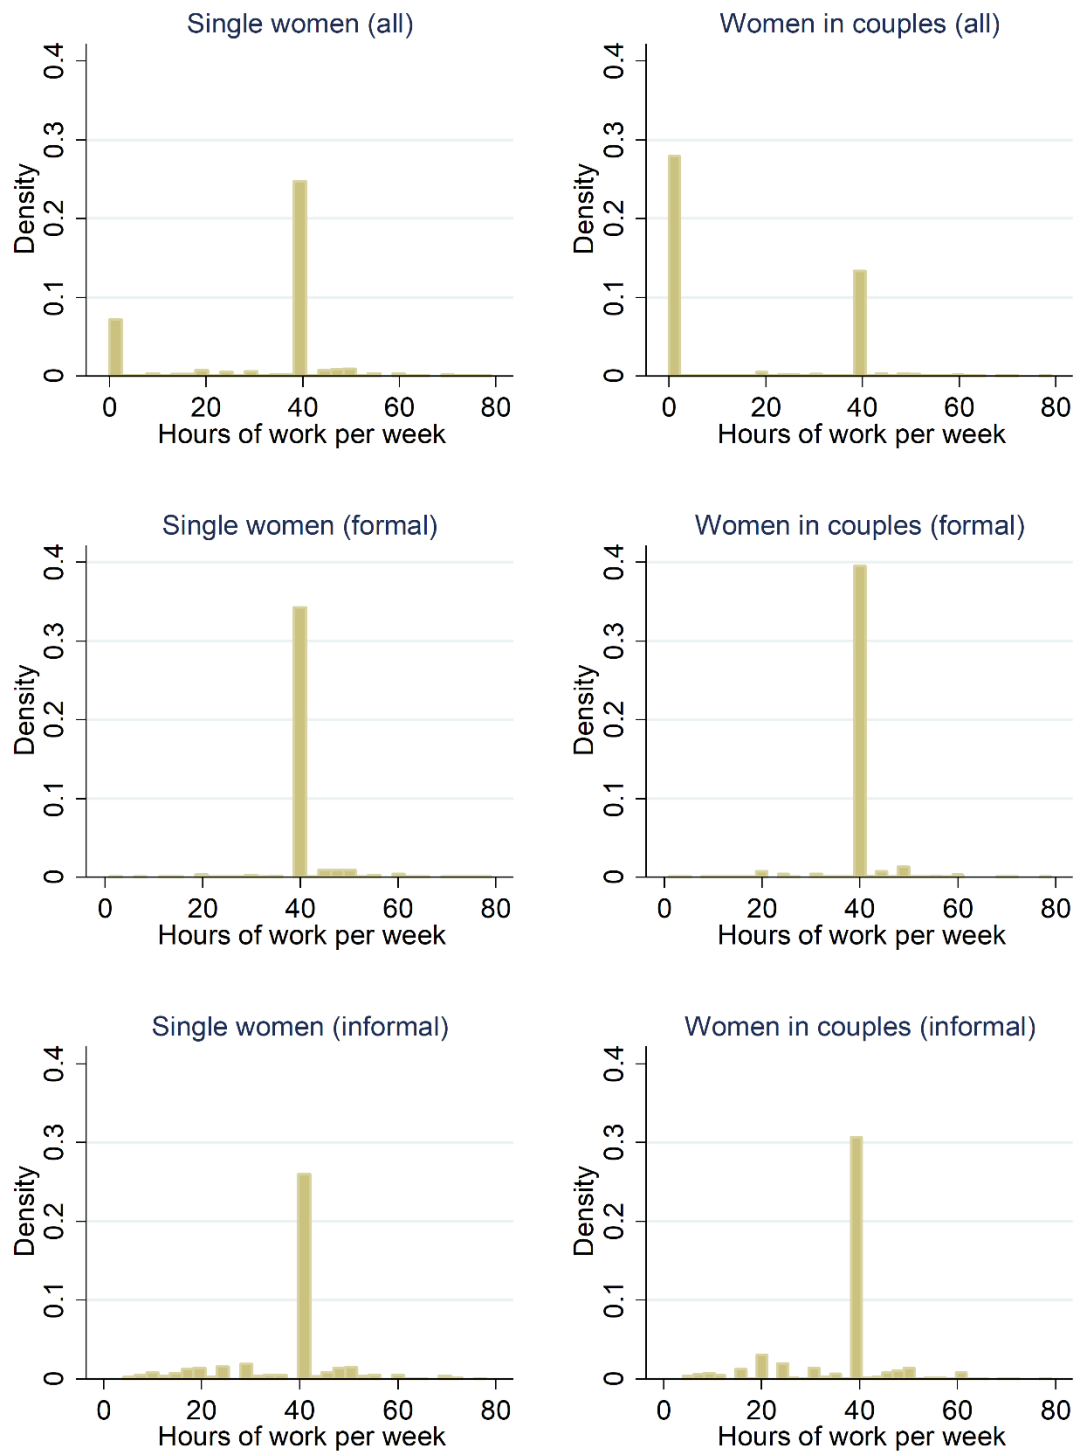 Single women (all)
Density
0 0.1 0.2 0.3 0.4
0 20 40 60 80
Hours of work per week
Women in couples (all)
Density
0 0.1 0.2 0.3 0.4
0 20 40 60 80
Hours of work per week
Single women (formal)
Density
0 0.1 0.2 0.3 0.4
0 20 40 60 80
Hours of work per week
Women in couples (formal)
Density
0 0.1 0.2 0.3 0.4
0 20 40 60 80
Hours of work per week
Single women (informal)
Density
0 0.1 0.2 0.3 0.4
0 20 40 60 80
Hours of work per week
Women in couples (informal)
Density
0 0.1 0.2 0.3 0.4
0 20 40 60 80
Hours of work per week